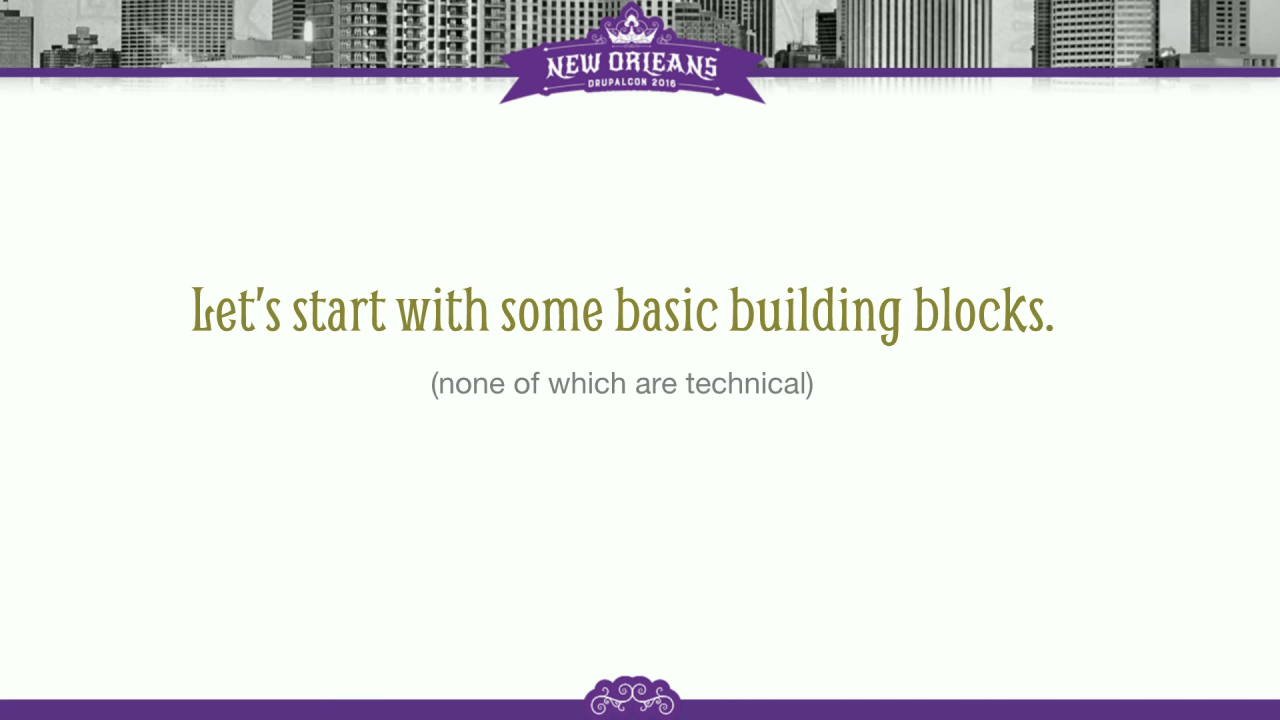 NEW ORLEANS
DRUPALCON 2016
Let's start with some basic building blocks.
(none of which are technical)